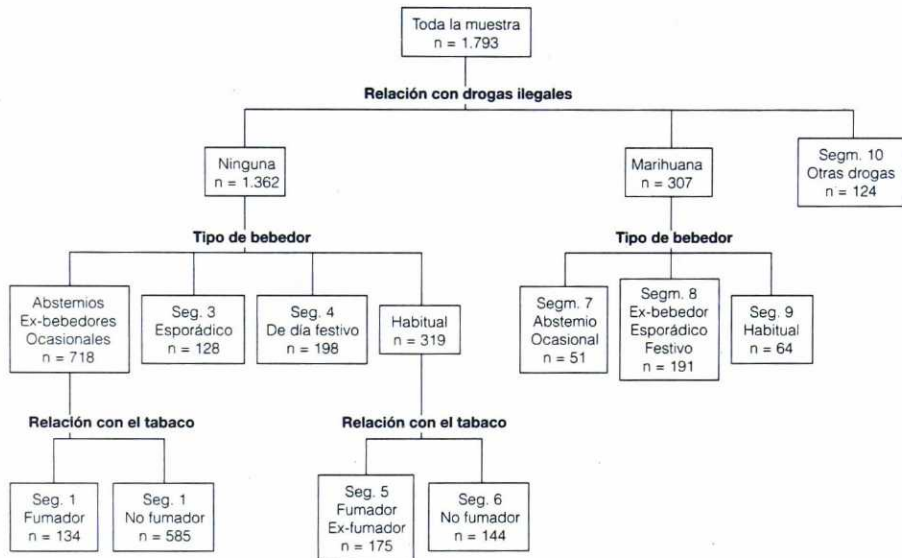 Toda la muestra
n = 1.793
Relación con drogas ilegales
Ninguna
n = 1.362
Marihuana
n = 307
Segm. 10
Otras drogas
n = 124
Tipo de bebedor
Tipo de bebedor
Abstemios
Ex-bebedores
Ocasionales
n = 718
Seg. 3
Esporádico
n = 128
Seg. 4
De día festivo
n = 198
Habitual
n = 319
Segm. 7
Abstemio
Ocasional
n = 51
Segm. 8
Ex-bebedor
Esporádico
Festivo
n = 191
Seg. 9
Habitual
n = 64
Relación con el tabaco
Relación con el tabaco
Seg. 1
Fumador
n = 134
Seg. 1
No fumador
n = 585
Seg. 5
Fumador
Ex-fumador
n = 175
Seg. 6
No fumador
n = 144